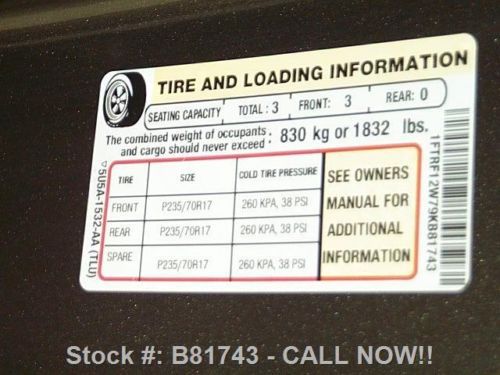 TIRE AND LOADING INFORMATION
SEATING CAPACITY TOTAL : 3 FRONT: 3 REAR: 0
The combined weight of occupants and cargo should never exceed : 830 kg or 1832 lbs.
TIRE SIZE COLD TIRE PRESSURE
FRONT P235/70R17 260 KPA, 38 PSI
REAR P235/70R17 260 KPA, 38 PSI
SPARE P235/70R17 260 KPA, 38 PSI
SEE OWNERS
MANUAL FOR
ADDITIONAL
INFORMATION
5U5A-1532-AA (TLU)
1FTRF12W79KB81743
Stock #: B81743 - CALL NOW!!